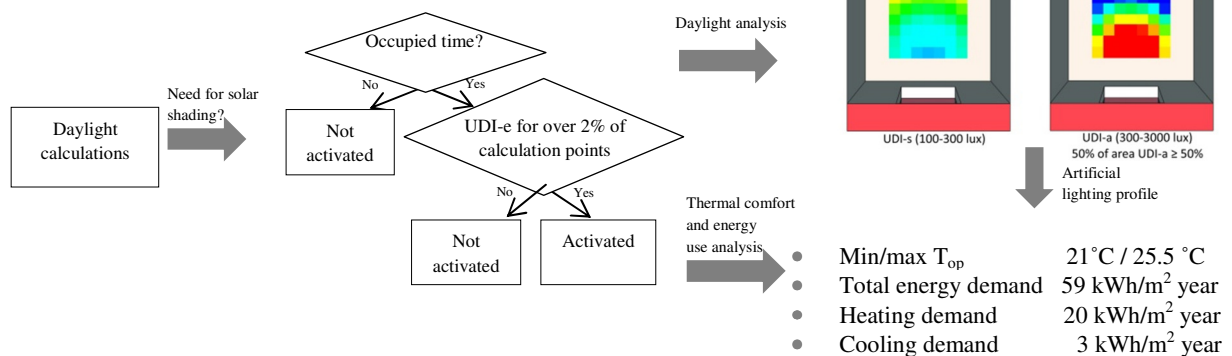 Daylight
calculations
Need for solar
shading?
Occupied time?
No
Yes
Not
activated
UDI-e for over 2% of
calculation points
No
Yes
Not
activated
Activated
Daylight analysis
UDI-s (100-300 lux)
UDI-a (300-3000 lux)
50% of area UDI-a ≥ 50%
Artificial
lighting profile
Thermal comfort
and energy
use analysis
• Min/max Top 21˚C / 25.5 ˚C
• Total energy demand 59 kWh/m² year
• Heating demand 20 kWh/m² year
• Cooling demand 3 kWh/m² year